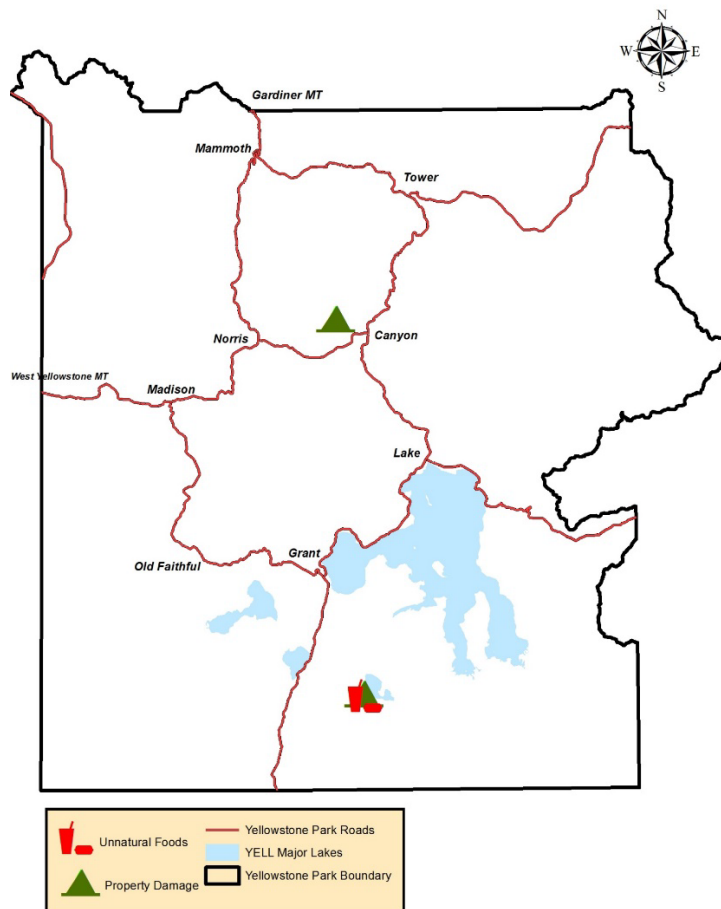 N
W E
S
Gardiner MT
Mammoth
Tower
Norris
Canyon
West Yellowstone MT
Madison
Lake
Grant
Old Faithful
Unnatural Foods
Property Damage
Yellowstone Park Roads
YELL Major Lakes
Yellowstone Park Boundary